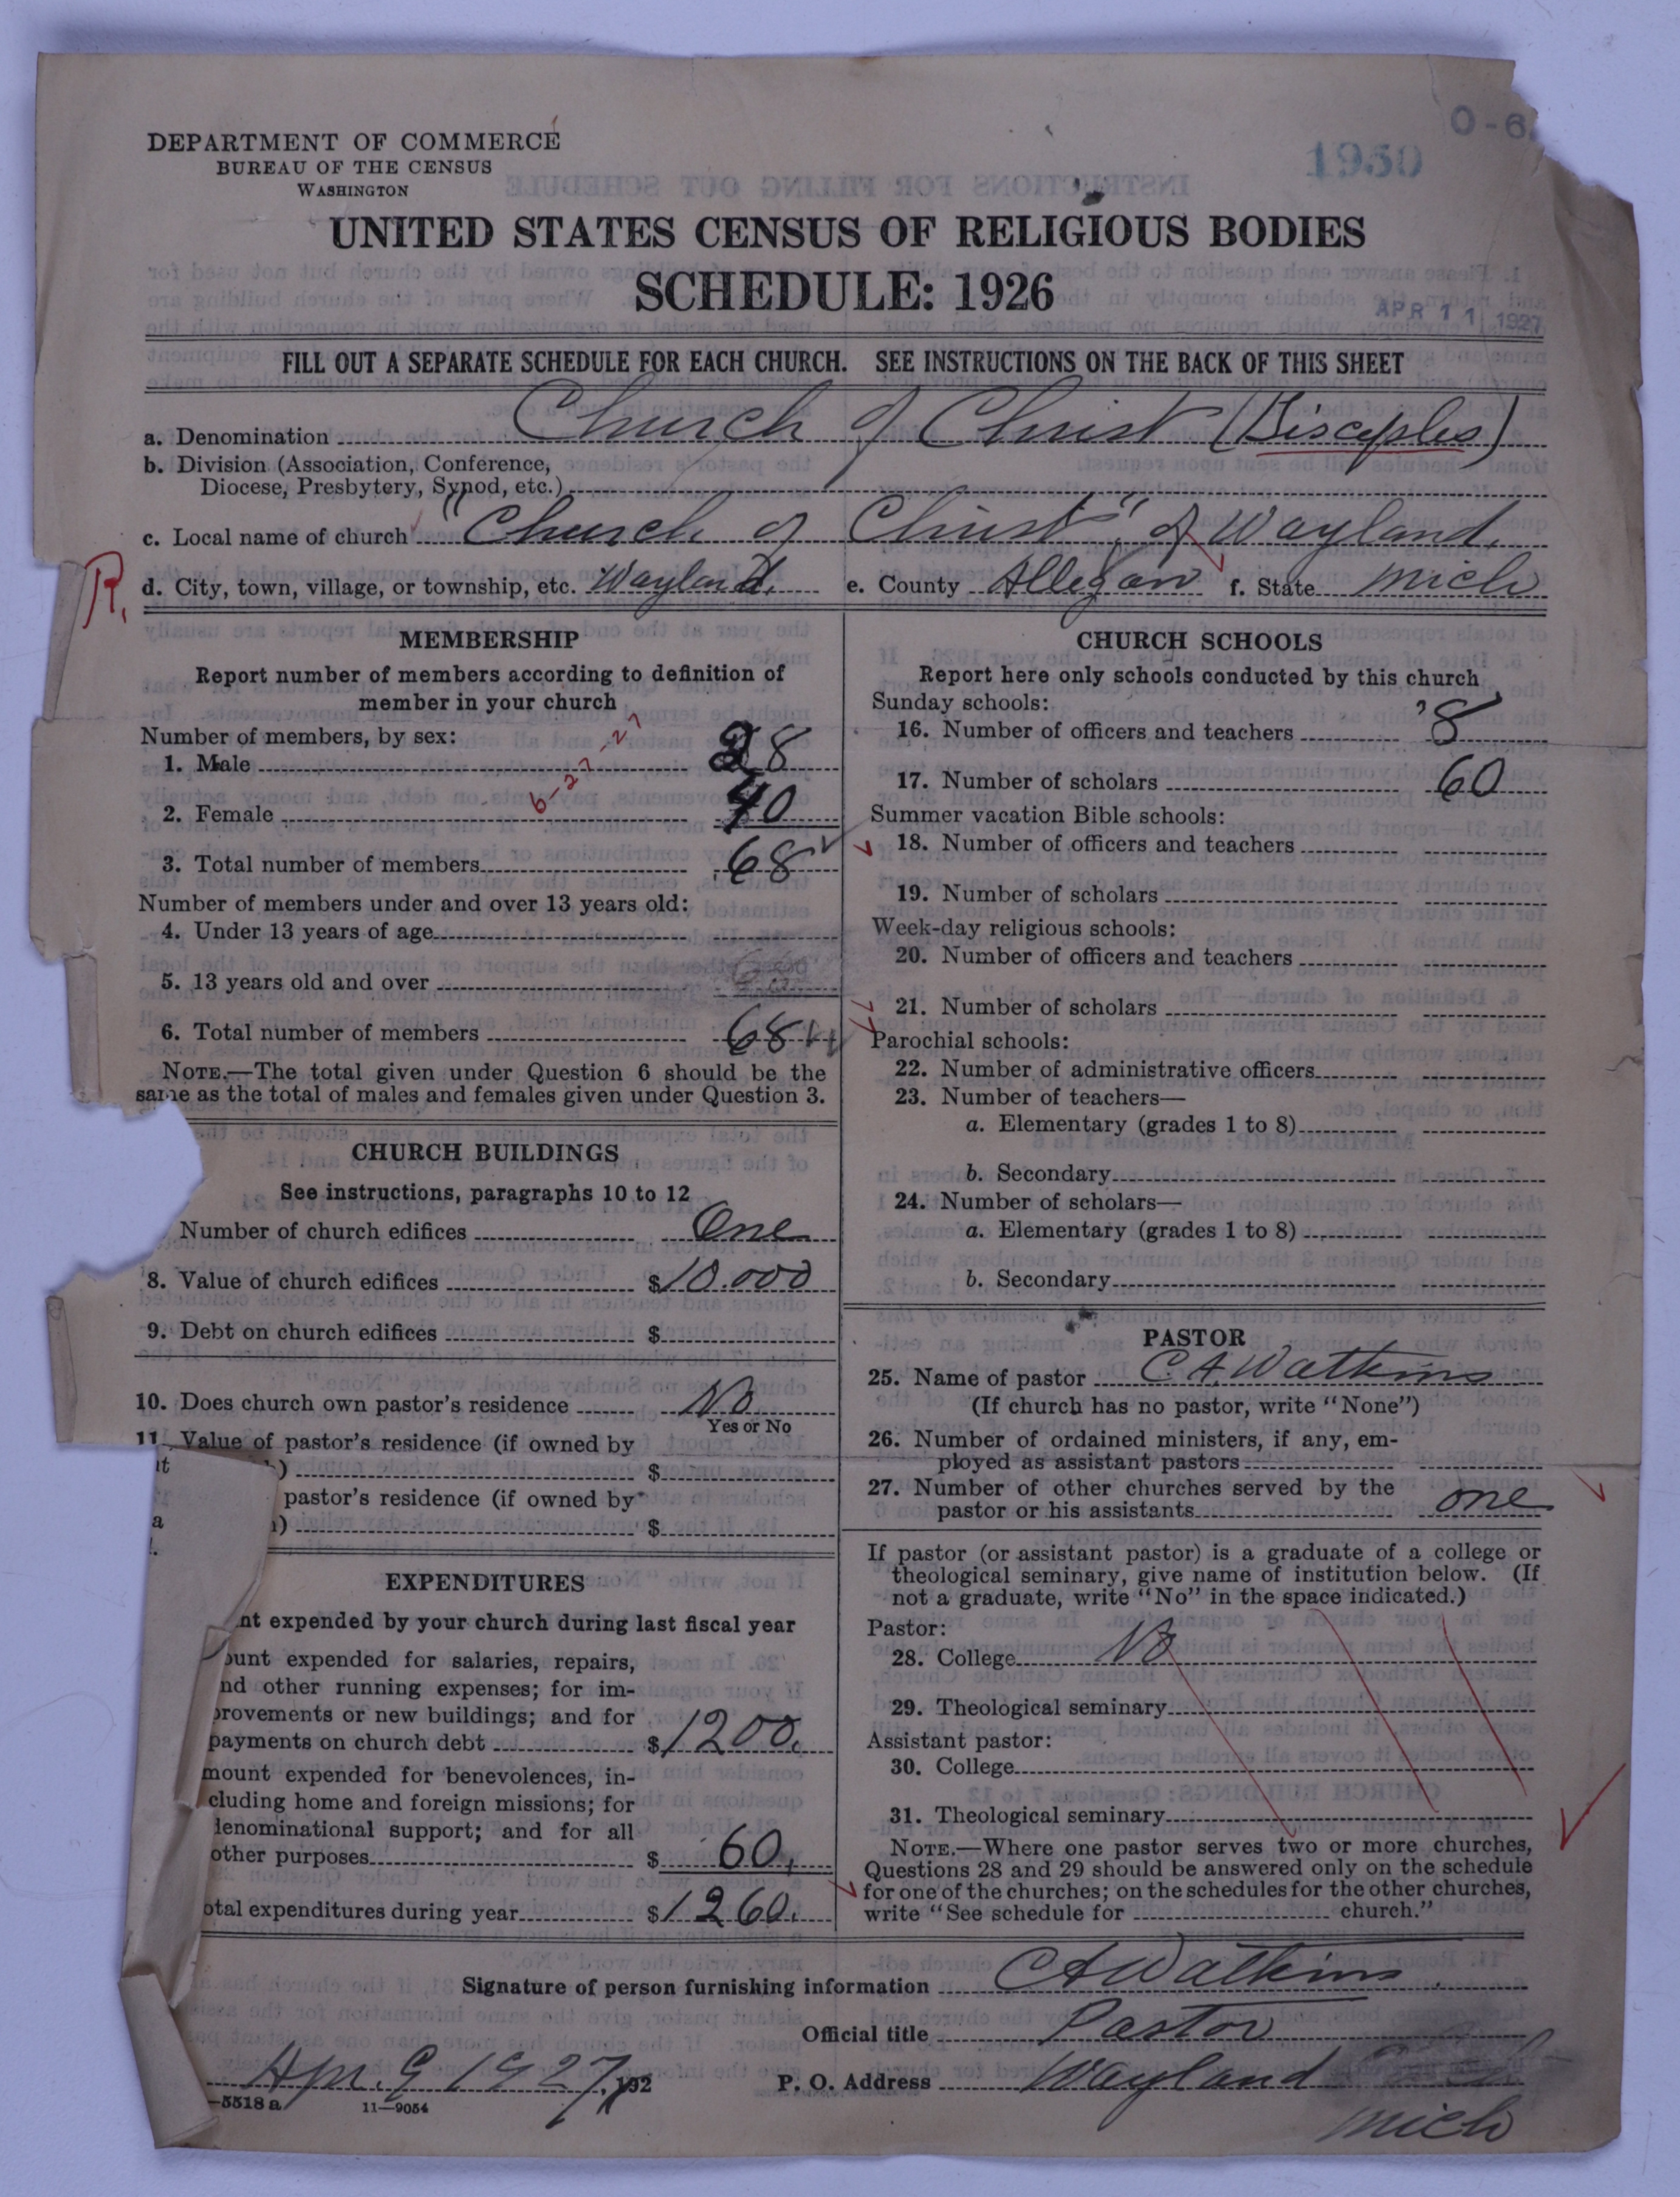 O-6
1950
DEPARTMENT OF COMMERCE
BUREAU OF THE CENSUS
WASHINGTON
UNITED STATES CENSUS OF RELIGIOUS BODIES
SCHEDULE: 1926
APR 11 1927
FILL OUT A SEPARATE SCHEDULE FOR EACH CHURCH. SEE INSTRUCTIONS ON THE BACK OF THIS SHEET
a. Denomination Church of Christ (Disciples)
b. Division (Association, Conference,
Diocese, Presbytery, Synod, etc.)
c. Local name of church "Church of Christ" of Wayland.
R.
d. City, town, village, or township, etc. Wayland. e. County Allegan f. State Mich
MEMBERSHIP
Report number of members according to definition of
member in your church
Number of members, by sex:
6-27-27
1. Male 28
2. Female 40
3. Total number of members 68
Number of members under and over 13 years old:
4. Under 13 years of age
5. 13 years old and over
6. Total number of members 68
NOTE.—The total given under Question 6 should be the
same as the total of males and females given under Question 3.
CHURCH BUILDINGS
See instructions, paragraphs 10 to 12
Number of church edifices One
8. Value of church edifices $10.000
9. Debt on church edifices $
10. Does church own pastor's residence No
Yes or No
11. Value of pastor's residence (if owned by
) $
pastor's residence (if owned by
) $
EXPENDITURES
nt expended by your church during last fiscal year
ount expended for salaries, repairs,
nd other running expenses; for im-
provements or new buildings; and for
payments on church debt $1200.
mount expended for benevolences, in-
cluding home and foreign missions; for
denominational support; and for all
other purposes $60.
otal expenditures during year $1260.
CHURCH SCHOOLS
Report here only schools conducted by this church
Sunday schools:
16. Number of officers and teachers 8
17. Number of scholars 60
Summer vacation Bible schools:
18. Number of officers and teachers
19. Number of scholars
Week-day religious schools:
20. Number of officers and teachers
21. Number of scholars
Parochial schools:
22. Number of administrative officers
23. Number of teachers—
a. Elementary (grades 1 to 8)
b. Secondary
24. Number of scholars—
a. Elementary (grades 1 to 8)
b. Secondary
PASTOR
25. Name of pastor C. A. Watkins
(If church has no pastor, write "None")
26. Number of ordained ministers, if any, em-
ployed as assistant pastors
27. Number of other churches served by the
pastor or his assistants one
If pastor (or assistant pastor) is a graduate of a college or
theological seminary, give name of institution below. (If
not a graduate, write "No" in the space indicated.)
Pastor:
28. College No
29. Theological seminary
Assistant pastor:
30. College
31. Theological seminary
NOTE.—Where one pastor serves two or more churches,
Questions 28 and 29 should be answered only on the schedule
for one of the churches; on the schedules for the other churches,
write "See schedule for church."
Signature of person furnishing information C A Watkins
Official title Pastor
Apr. 9 1927, 192 P. O. Address Wayland
Mich
—5518 a 11—9054